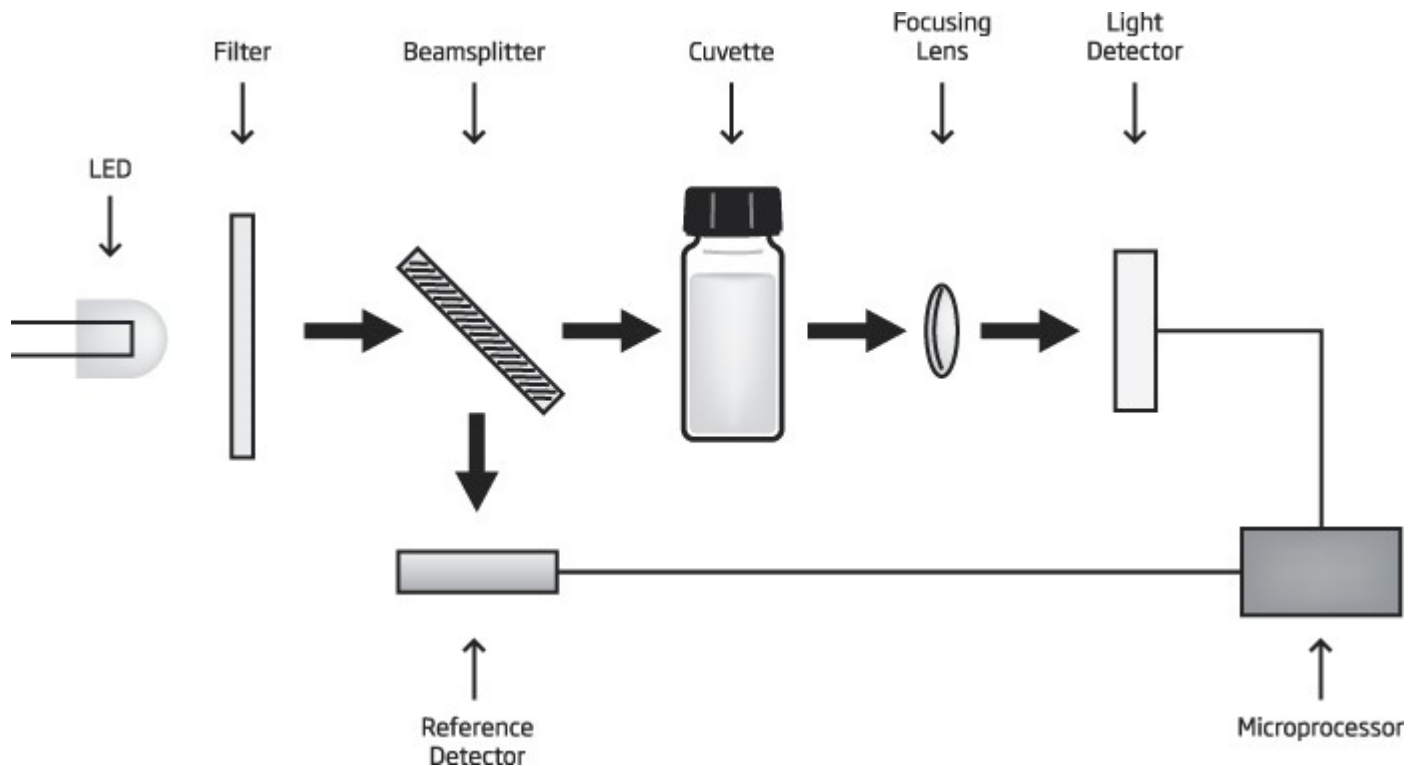 Filter
Beamsplitter
Cuvette
Focusing
Lens
Light
Detector
LED
Reference
Detector
Microprocessor